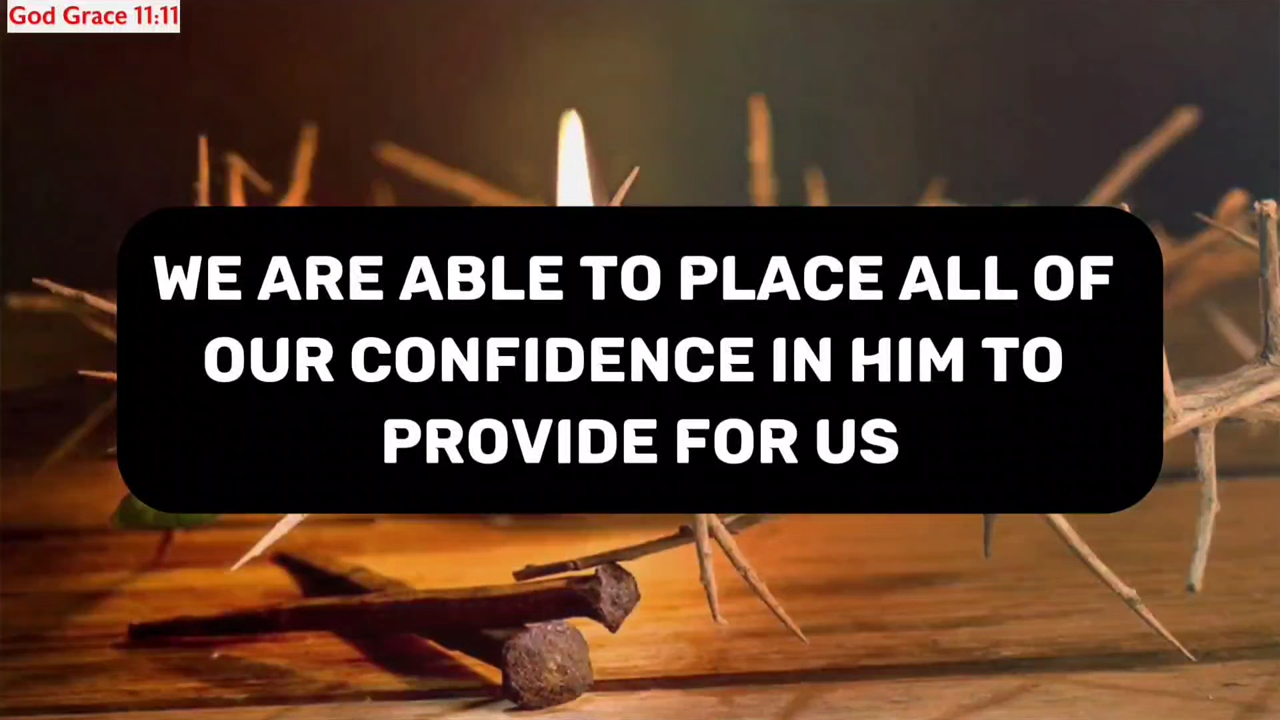 God Grace 11:11
WE ARE ABLE TO PLACE ALL OF
OUR CONFIDENCE IN HIM TO
PROVIDE FOR US